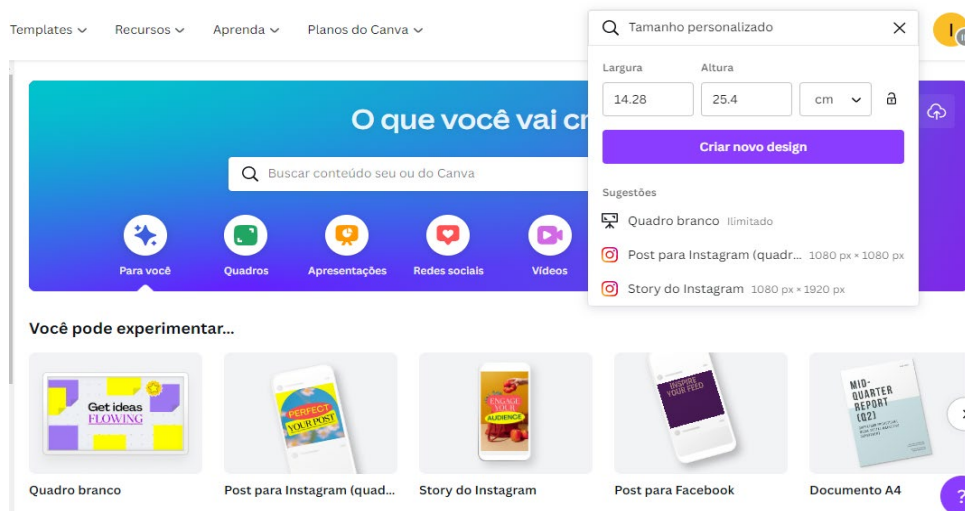 Templates
Recursos
Aprenda
Planos do Canva
Tamanho personalizado
I
Largura
Altura
14.28
25.4
cm
Criar novo design
O que você vai cr
Buscar conteúdo seu ou do Canva
Para você
Quadros
Apresentações
Redes sociais
Vídeos
Sugestões
Quadro branco Ilimitado
Post para Instagram (quadr... 1080 px × 1080 px
Story do Instagram 1080 px × 1920 px
Você pode experimentar...
Get ideas
FLOWING
PERFECT
YOUR POST
ENGAGE
YOUR
AUDIENCE
INSPIRE
YOUR FEED
MID-
QUARTER
REPORT
(Q2)
Quadro branco
Post para Instagram (quad...
Story do Instagram
Post para Facebook
Documento A4
?